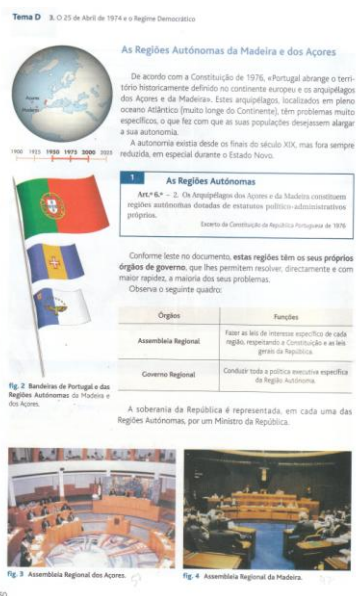 Tema D 3. O 25 de Abril de 1974 e o Regime Democrático
As Regiões Autónomas da Madeira e dos Açores
De acordo com a Constituição de 1976, «Portugal abrange o terri-
tório historicamente definido no continente europeu e os arquipélagos
dos Açores e da Madeira». Estes arquipélagos, localizados em pleno
oceano Atlântico (muito longe do Continente), têm problemas muito
específicos, o que fez com que as suas populações desejassem alargar
a sua autonomia.
A autonomia existia desde os finais do século XIX, mas fora sempre
reduzida, em especial durante o Estado Novo.
Açores
Madeira
1900 1925 1950 1975 2000 2025
1 As Regiões Autónomas
Art.º 6.º – 2. Os Arquipélagos dos Açores e da Madeira constituem
regiões autónomas dotadas de estatutos político-administrativos
próprios.
Excerto da Constituição da República Portuguesa de 1976
Conforme leste no documento, estas regiões têm os seus próprios
órgãos de governo, que lhes permitem resolver, directamente e com
maior rapidez, a maioria dos seus problemas.
Observa o seguinte quadro:
Órgãos Funções
Assembleia Regional
Fazer as leis de interesse específico de cada
região, respeitando a Constituição e as leis
gerais da República.
Governo Regional
Conduzir toda a política executiva específica
da Região Autónoma.
fig. 2 Bandeiras de Portugal e das
Regiões Autónomas da Madeira e
dos Açores.
A soberania da República é representada, em cada uma das
Regiões Autónomas, por um Ministro da República.
fig. 3 Assembleia Regional dos Açores.
fig. 4 Assembleia Regional da Madeira.